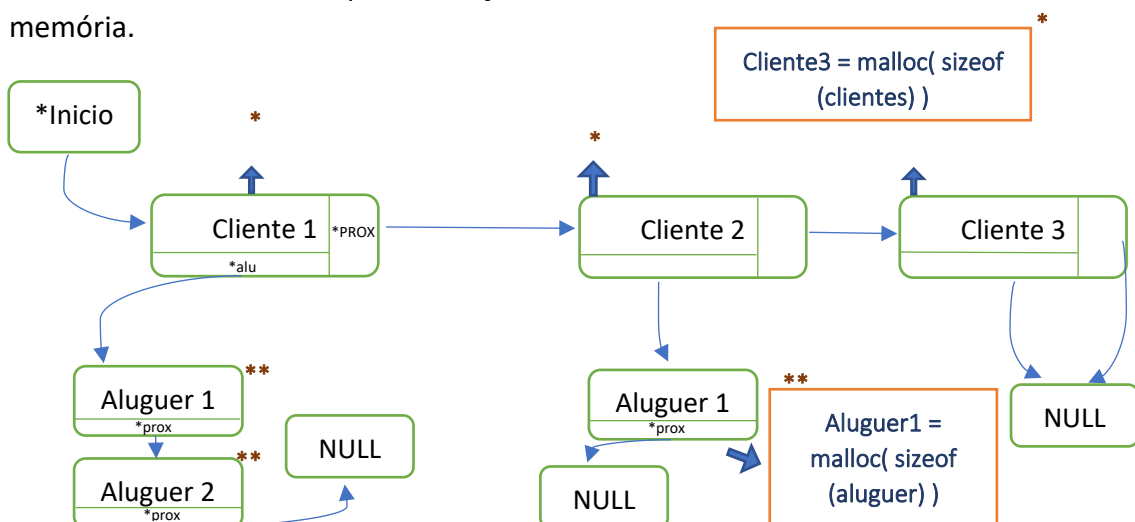 memória.
*
Cliente3 = malloc( sizeof
(clientes) )
*Inicio
*
*
Cliente 1
*PROX
*alu
Cliente 2
Cliente 3
**
Aluguer 1
*prox
**
Aluguer 2
*prox
NULL
Aluguer 1
*prox
NULL
**
Aluguer1 =
malloc( sizeof
(aluguer) )
NULL